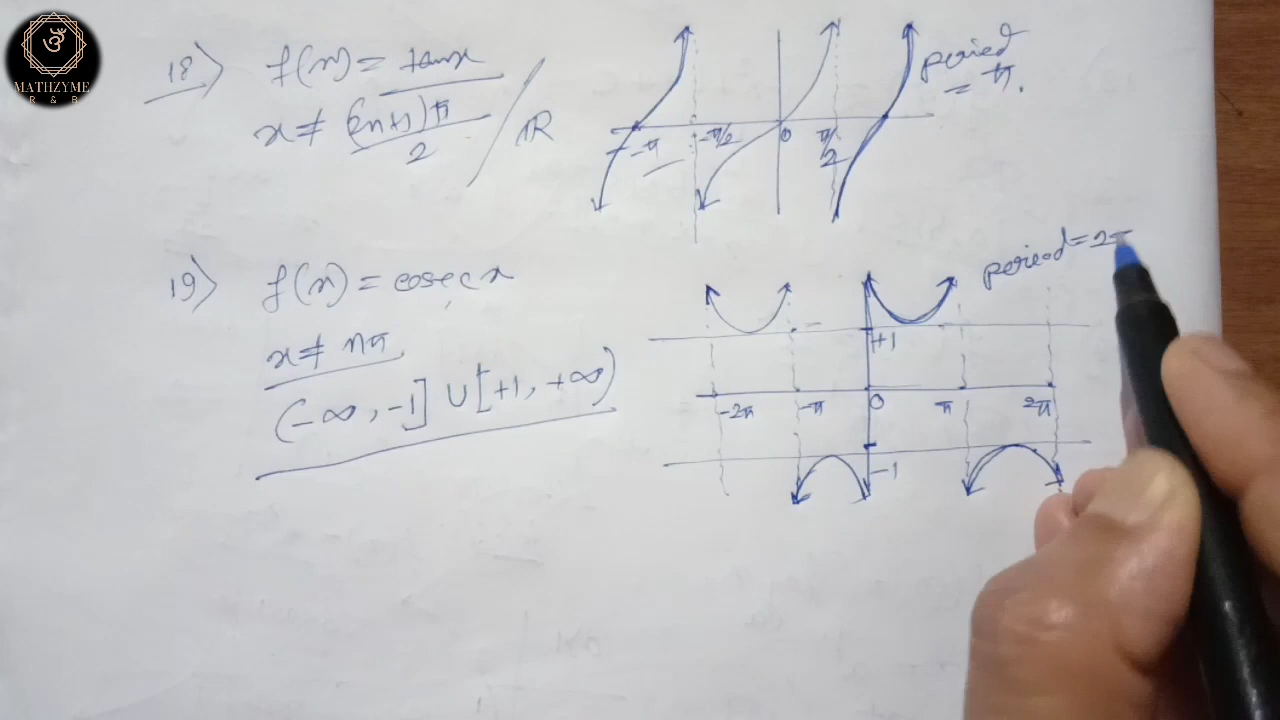 ॐ
MATHZYME
R & B
18) f(x) = tanx
x ≠ (2n+1)π/2 / ℝ
-π -π/2 0 π/2
period = π.
19) f(x) = cosec x
x ≠ nπ
(-∞, -1] ∪ [+1, +∞)
period = 2π
+1
-2π -π 0 π 2π
-1